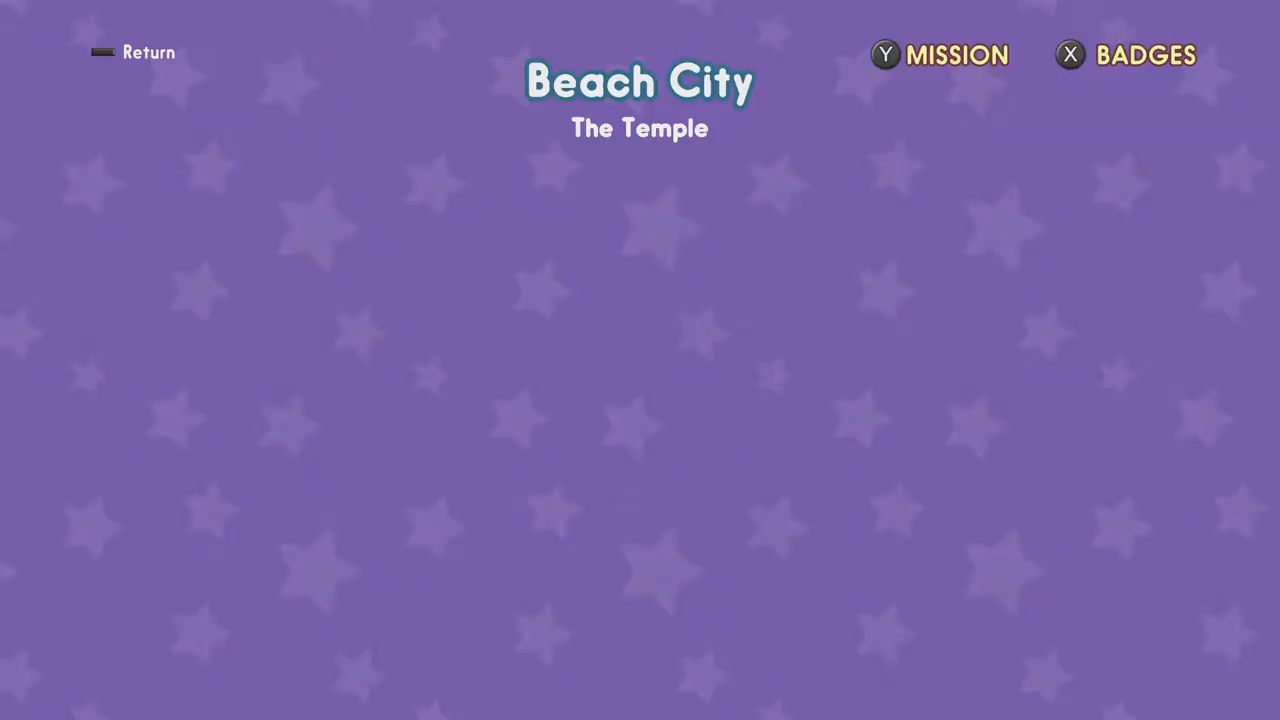 Return
Y MISSION
X BADGES
Beach City
The Temple